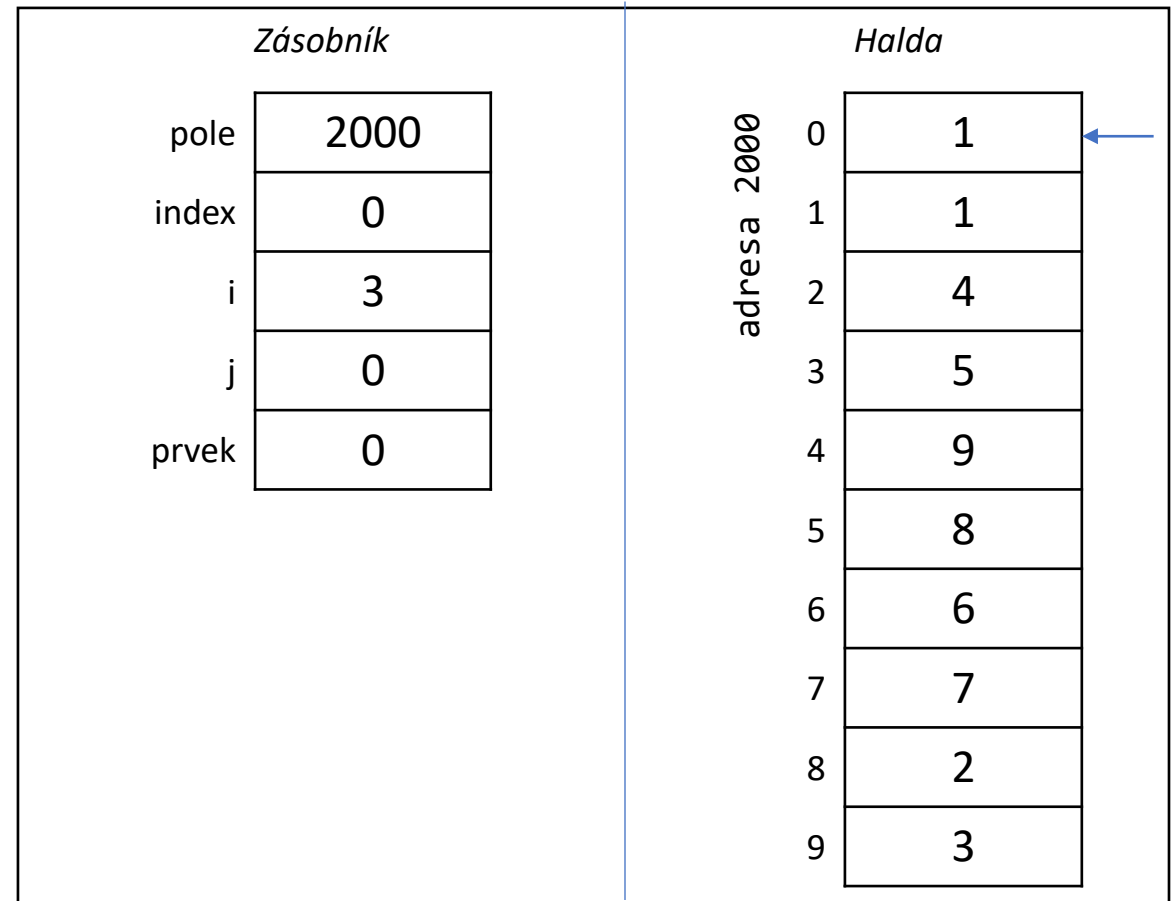 Zásobník
pole 2000
index 0
i 3
j 0
prvek 0
Halda
adresa 2000
0 1
1 1
2 4
3 5
4 9
5 8
6 6
7 7
8 2
9 3